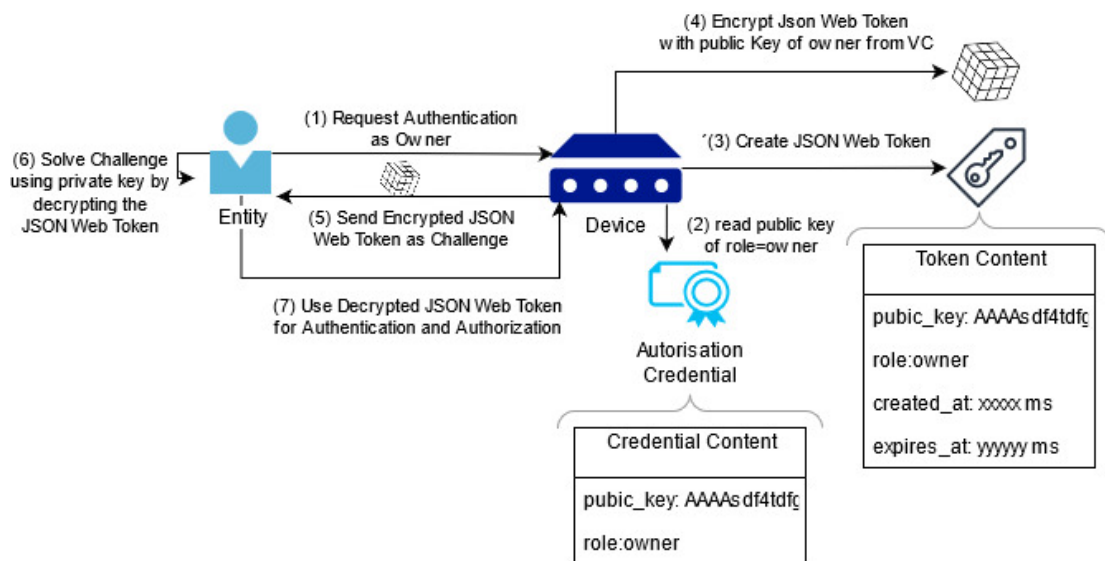 (4) Encrypt Json Web Token
with public Key of owner from VC
(1) Request Authentication
as Owner
´(3) Create JSON Web Token
(6) Solve Challenge
using private key by
decrypting the
JSON Web Token
Entity
(5) Send Encrypted JSON
Web Token as Challenge
Device
(2) read public key
of role=owner
(7) Use Decrypted JSON Web Token
for Authentication and Authorization
Autorisation
Credential
Token Content
pubic_key: AAAAsdf4tdfg
role:owner
created_at: xxxxx ms
expires_at: yyyyyy ms
Credential Content
pubic_key: AAAAsdf4tdfg
role:owner